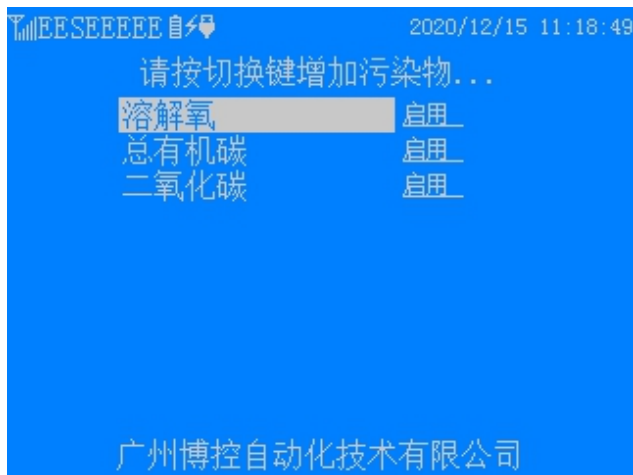 EESEEEEE 2020/12/15 11:18:49
请按切换键增加污染物...
溶解氧 启用
总有机碳 启用
二氧化碳 启用
广州博控自动化技术有限公司